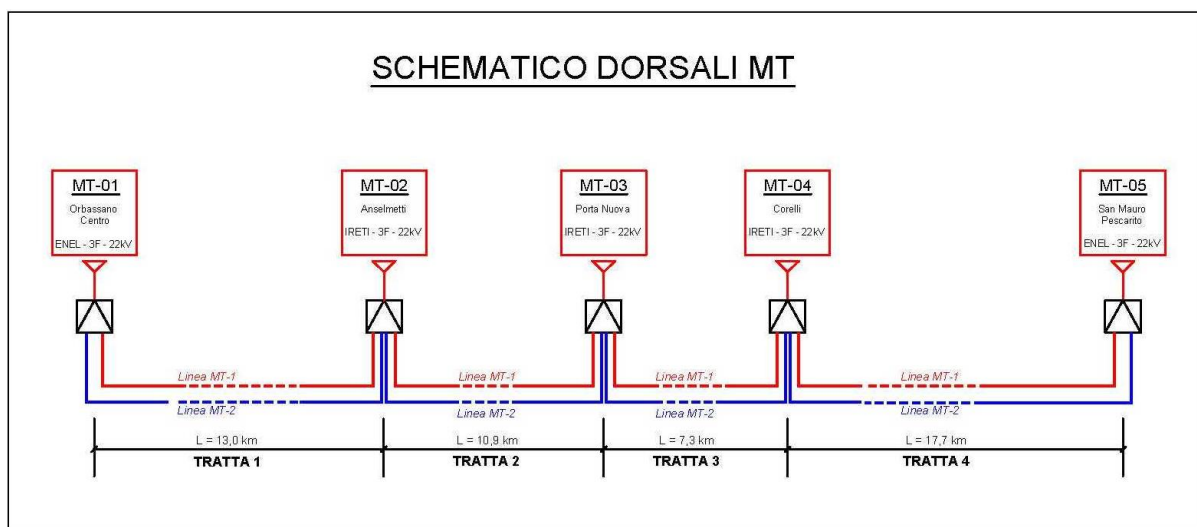 SCHEMATICO DORSALI MT
MT-01
Orbassano
Centro
ENEL - 3F - 22kV
MT-02
Anselmetti
IRETI - 3F - 22kV
MT-03
Porta Nuova
IRETI - 3F - 22kV
MT-04
Corelli
IRETI - 3F - 22kV
MT-05
San Mauro
Pescarito
ENEL - 3F - 22kV
Linea MT-1
Linea MT-1
Linea MT-1
Linea MT-1
Linea MT-2
Linea MT-2
Linea MT-2
Linea MT-2
L = 13,0 km
L = 10,9 km
L = 7,3 km
L = 17,7 km
TRATTA 1
TRATTA 2
TRATTA 3
TRATTA 4